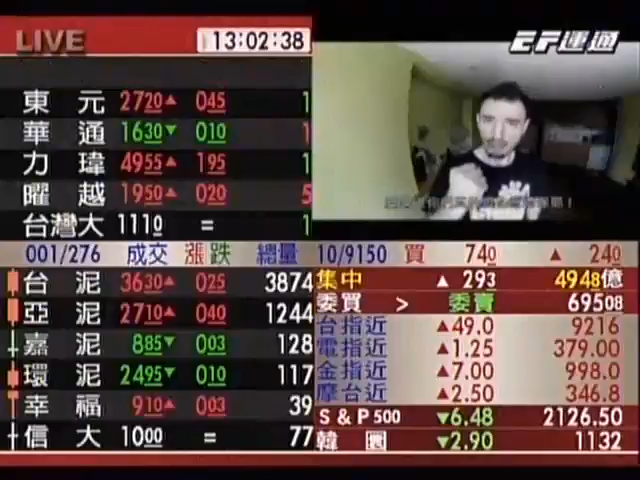 LIVE 13:02:38
EF運通
東元 2720▲ 045 1
華通 1630▼ 010 1
力瑋 4955▲ 195 1
曜越 1950▲ 020 5
台灣大 1110 = 1
001/276 成交 漲跌 總量
台泥 3630▲ 025 3874
亞泥 2710▲ 040 1244
嘉泥 885▼ 003 128
環泥 2495▼ 010 117
幸福 910▲ 003 39
信大 1000 = 77
10/9150 買 740 ▲ 240
集中 ▲ 293 4948億
委買 > 委賣 69508
台指近 ▲49.0 9216
電指近 ▲1.25 379.00
金指近 ▲7.00 998.0
摩台近 ▲2.50 346.8
S & P 500 ▼6.48 2126.50
韓 ▼2.90 1132